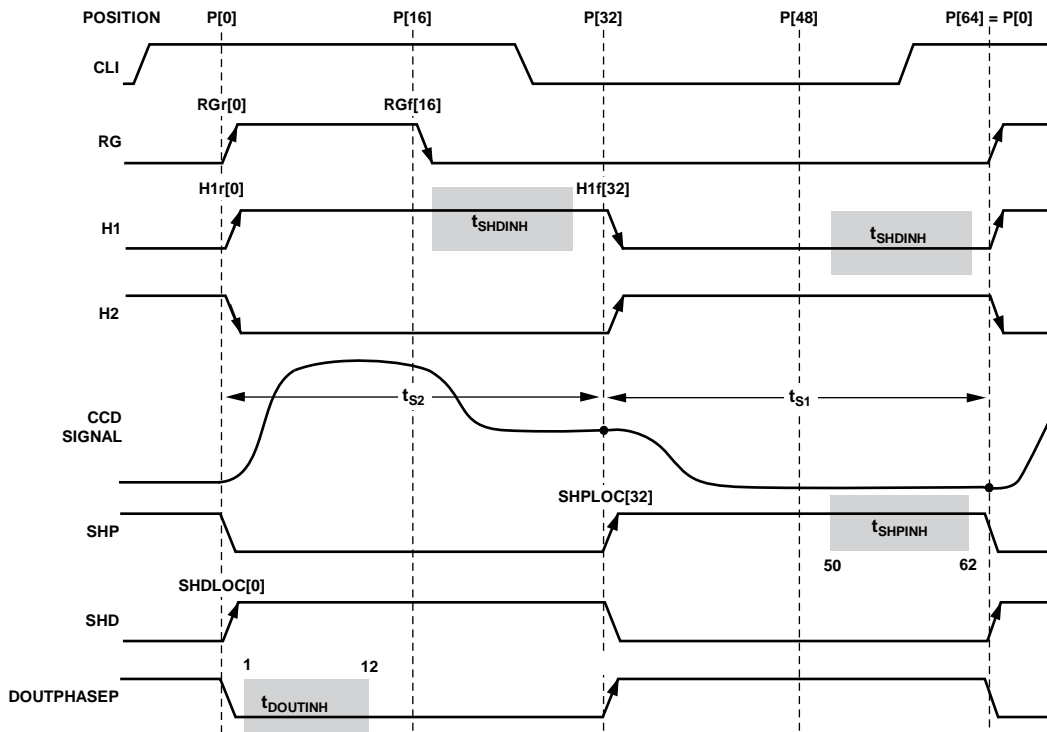 POSITION P[0] P[16] P[32] P[48] P[64] = P[0]
CLI
RGr[0] RGf[16]
RG
H1r[0] H1f[32]
H1 tSHDINH tSHDINH
H2
tS2 tS1
CCD
SIGNAL
SHPLOC[32]
SHP tSHPINH
50 62
SHDLOC[0]
SHD
1 12
DOUTPHASEP tDOUTINH